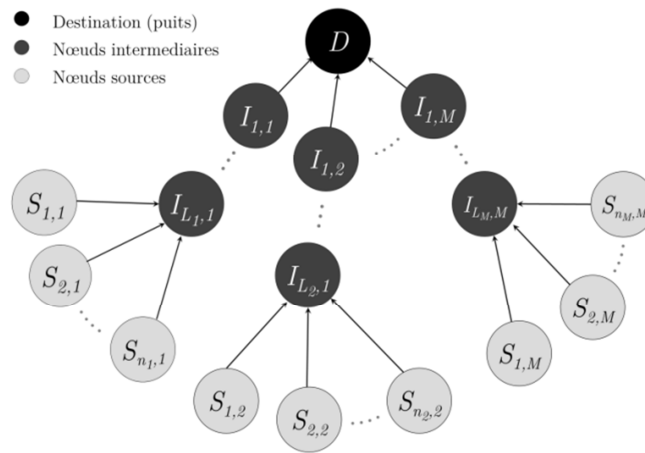 Destination (puits)
Nœuds intermediaires
Nœuds sources
D
I1,1
I1,2
I1,M
S1,1
S2,1
Sn1,1
IL1,1
IL2,1
S1,2
S2,2
Sn2,2
ILM,M
SnM,M
S2,M
S1,M